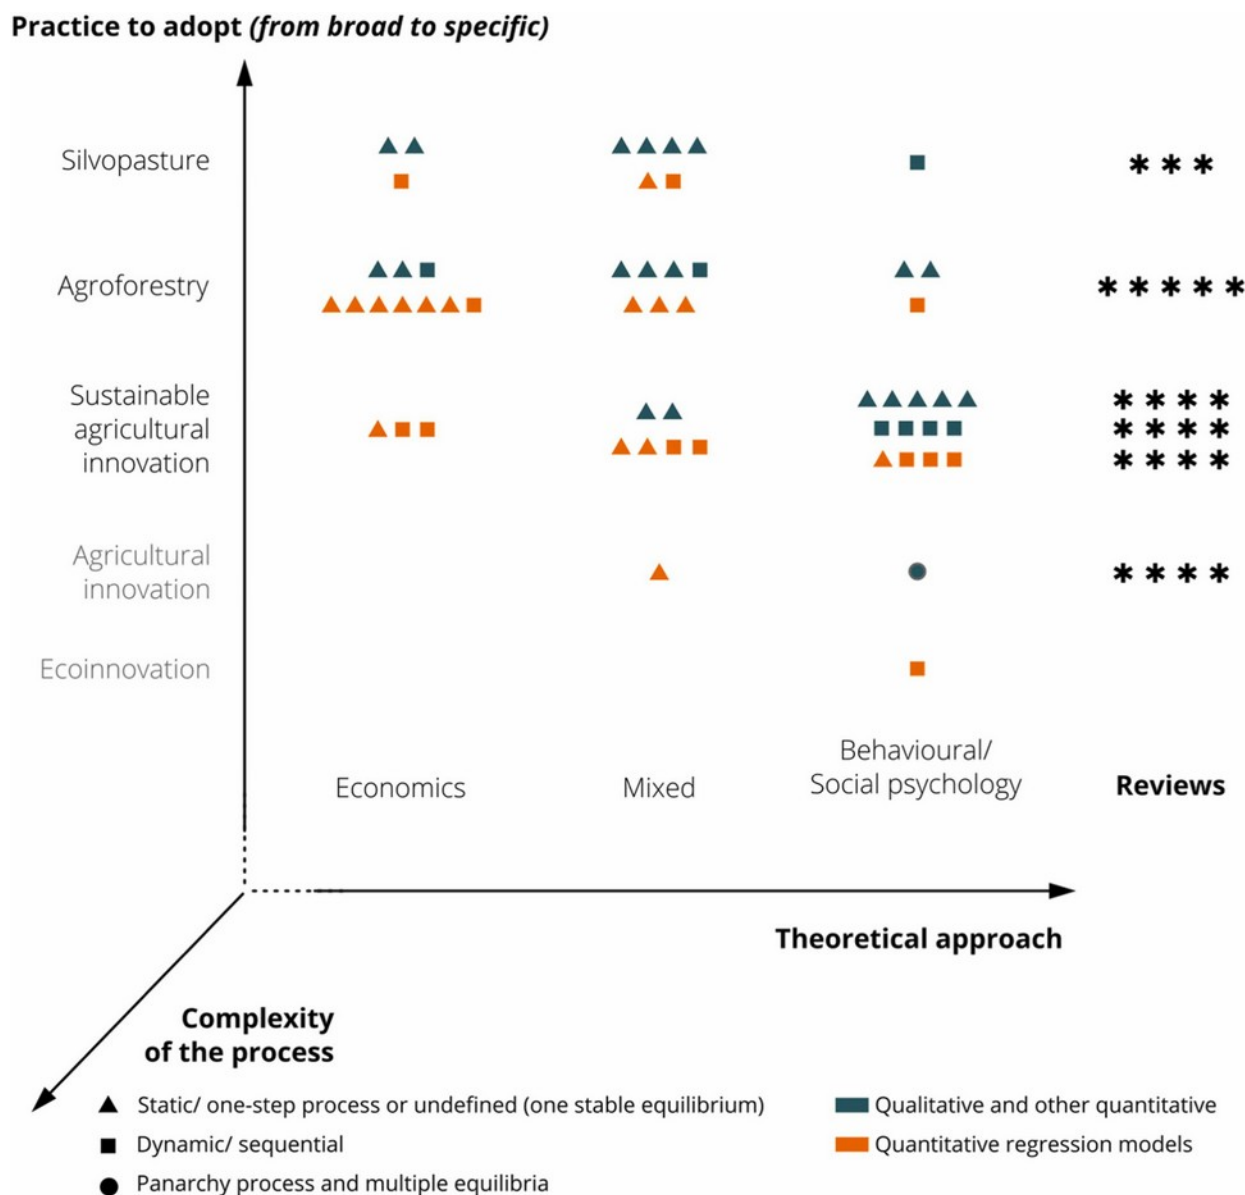 Practice to adopt (from broad to specific)
Silvopasture
Agroforestry
Sustainable
agricultural
innovation
Agricultural
innovation
Ecoinnovation
Economics
Mixed
Behavioural/
Social psychology
Reviews
Theoretical approach
Complexity
of the process
Static/ one-step process or undefined (one stable equilibrium)
Dynamic/ sequential
Panarchy process and multiple equilibria
Qualitative and other quantitative
Quantitative regression models